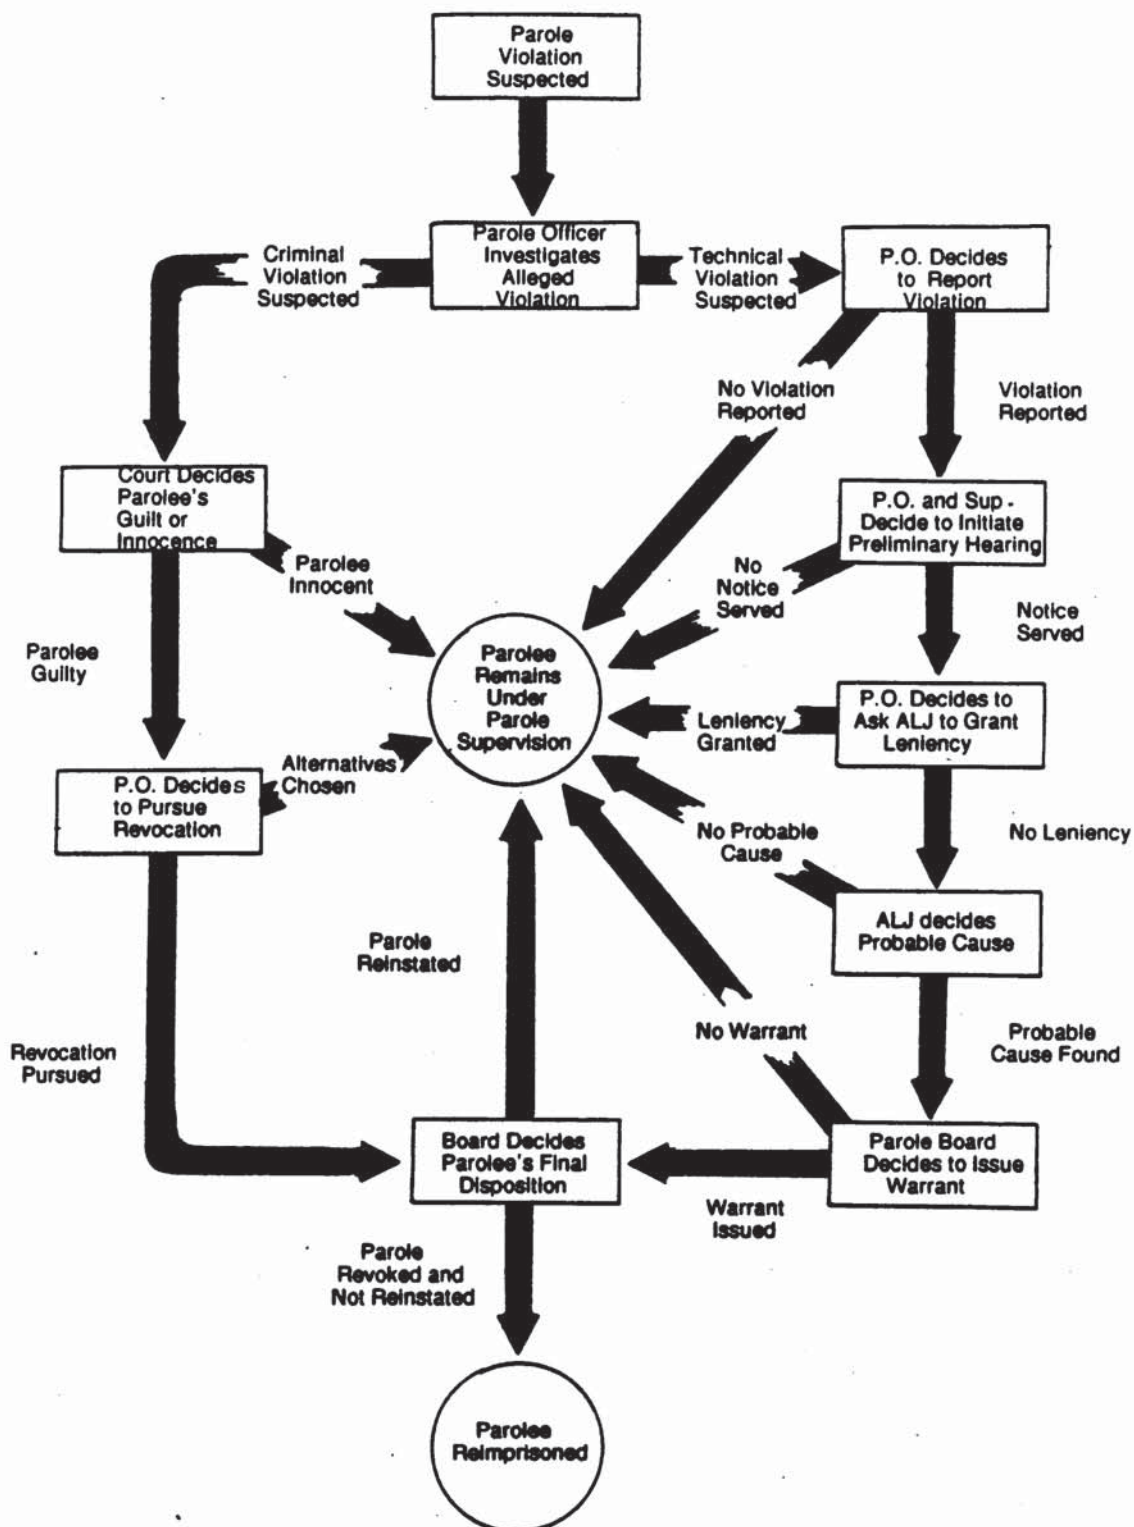 Parole
Violation
Suspected
Parole Officer
Investigates
Alleged
Violation
Criminal
Violation
Suspected
Technical
Violation
Suspected
P.O. Decides
to Report
Violation
No Violation
Reported
Violation
Reported
Court Decides
Parolee's
Guilt or
Innocence
P.O. and Sup -
Decide to Initiate
Preliminary Hearing
Parolee
Innocent
No
Notice
Served
Notice
Served
Parolee
Guilty
Parolee
Remains
Under
Parole
Supervision
Leniency
Granted
P.O. Decides to
Ask ALJ to Grant
Leniency
Alternatives
Chosen
P.O. Decides
to Pursue
Revocation
No Probable
Cause
No Leniency
ALJ decides
Probable Cause
Parole
Reinstated
No Warrant
Probable
Cause Found
Revocation
Pursued
Board Decides
Parolee's Final
Disposition
Parole Board
Decides to Issue
Warrant
Warrant
Issued
Parole
Revoked and
Not Reinstated
Parolee
Reimprisoned